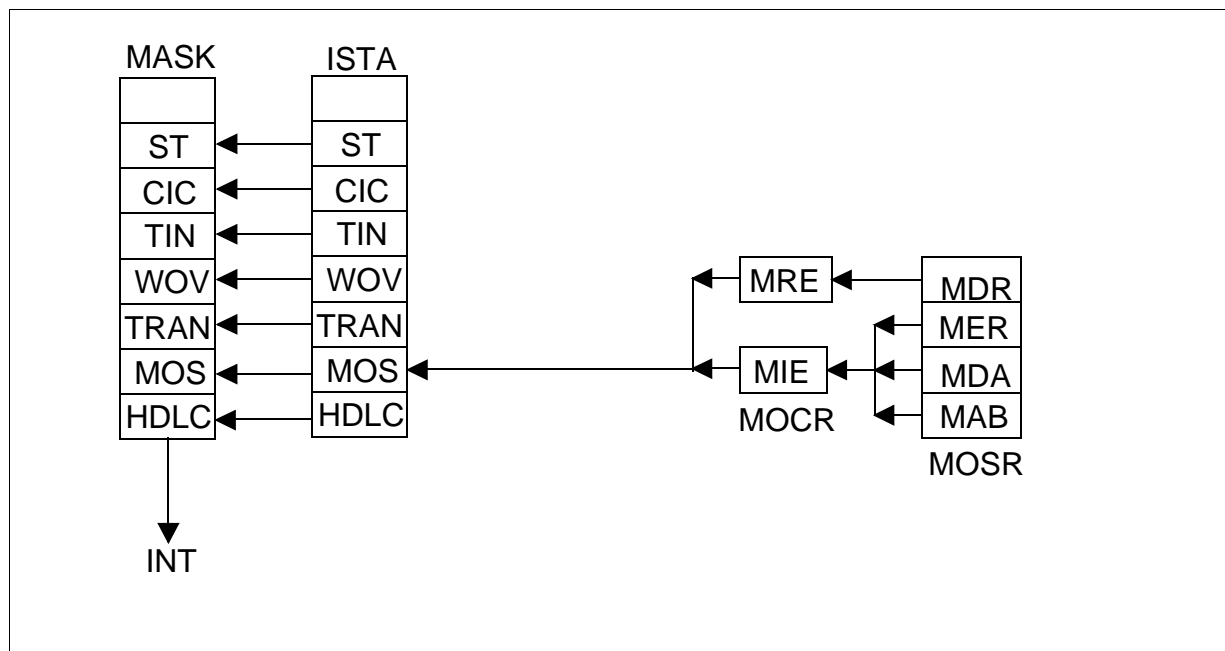 MASK ISTA
ST ST
CIC CIC
TIN TIN
WOV WOV MRE MDR
TRAN TRAN MER
MOS MOS MIE MDA
HDLC HDLC MOCR MAB
MOSR
INT